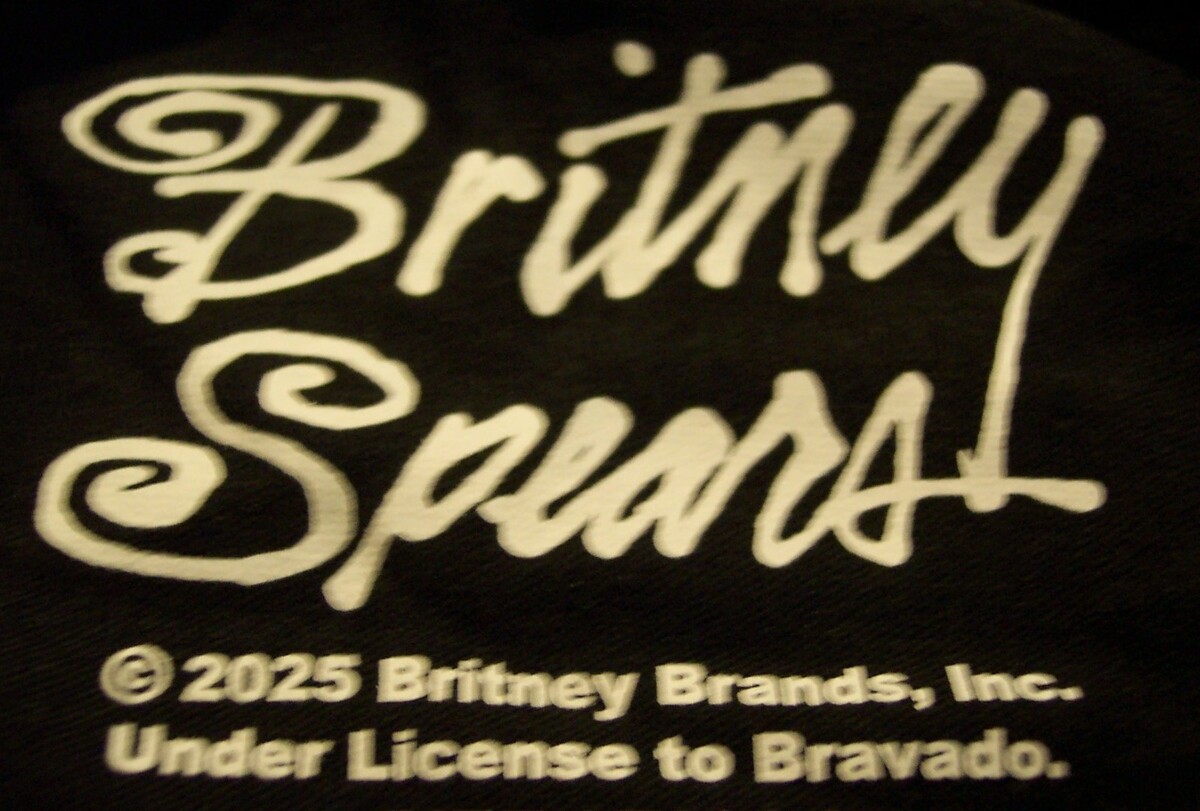 Britney
Spears
© 2025 Britney Brands, Inc.
Under License to Bravado.